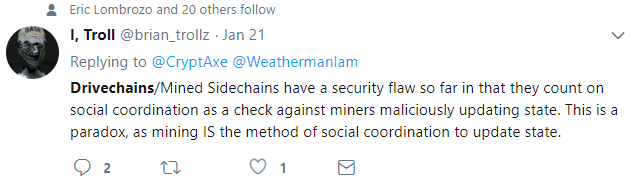 Eric Lombrozo and 20 others follow
I, Troll @brian_trollz · Jan 21
Replying to @CryptAxe @WeathermanIam
Drivechains/Mined Sidechains have a security flaw so far in that they count on
social coordination as a check against miners maliciously updating state. This is a
paradox, as mining IS the method of social coordination to update state.
2 1